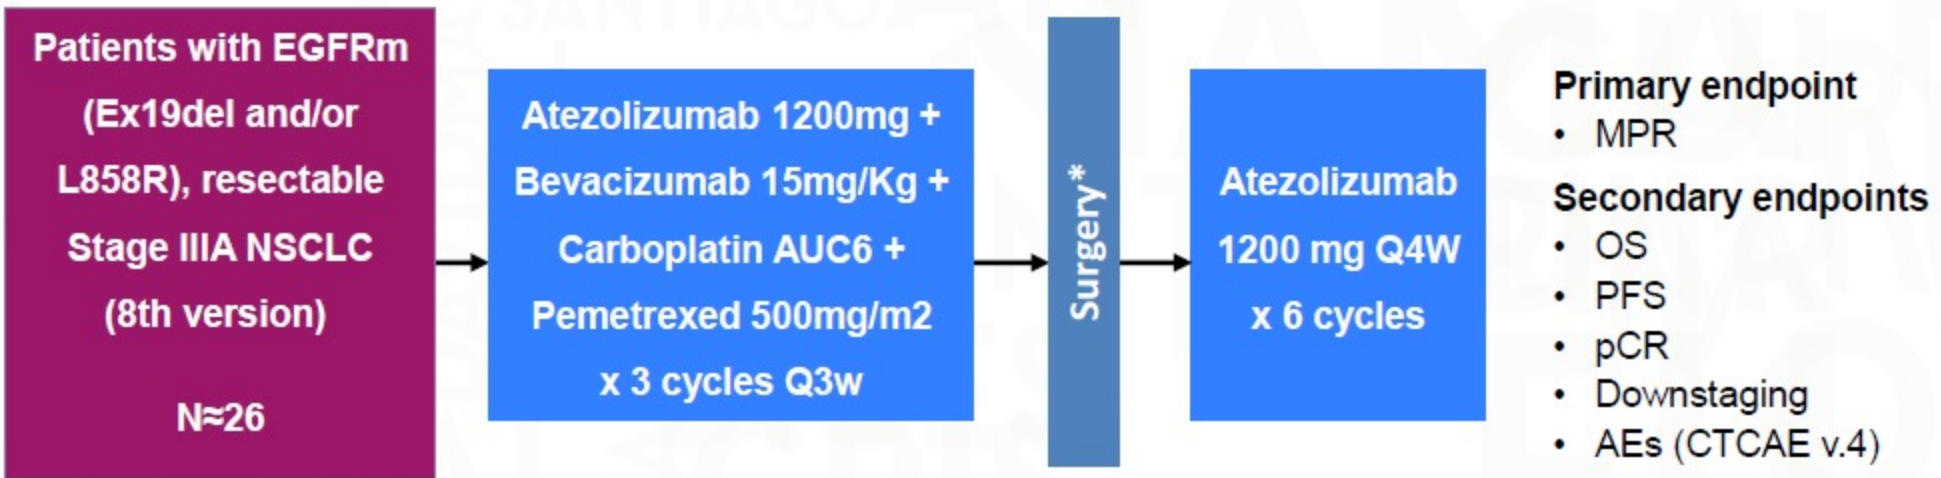 Patients with EGFRm
(Ex19del and/or
L858R), resectable
Stage IIIA NSCLC
(8th version)
N≈26
Atezolizumab 1200mg +
Bevacizumab 15mg/Kg +
Carboplatin AUC6 +
Pemetrexed 500mg/m2
x 3 cycles Q3w
Surgery*
Atezolizumab
1200 mg Q4W
x 6 cycles
Primary endpoint
• MPR
Secondary endpoints
• OS
• PFS
• pCR
• Downstaging
• AEs (CTCAE v.4)